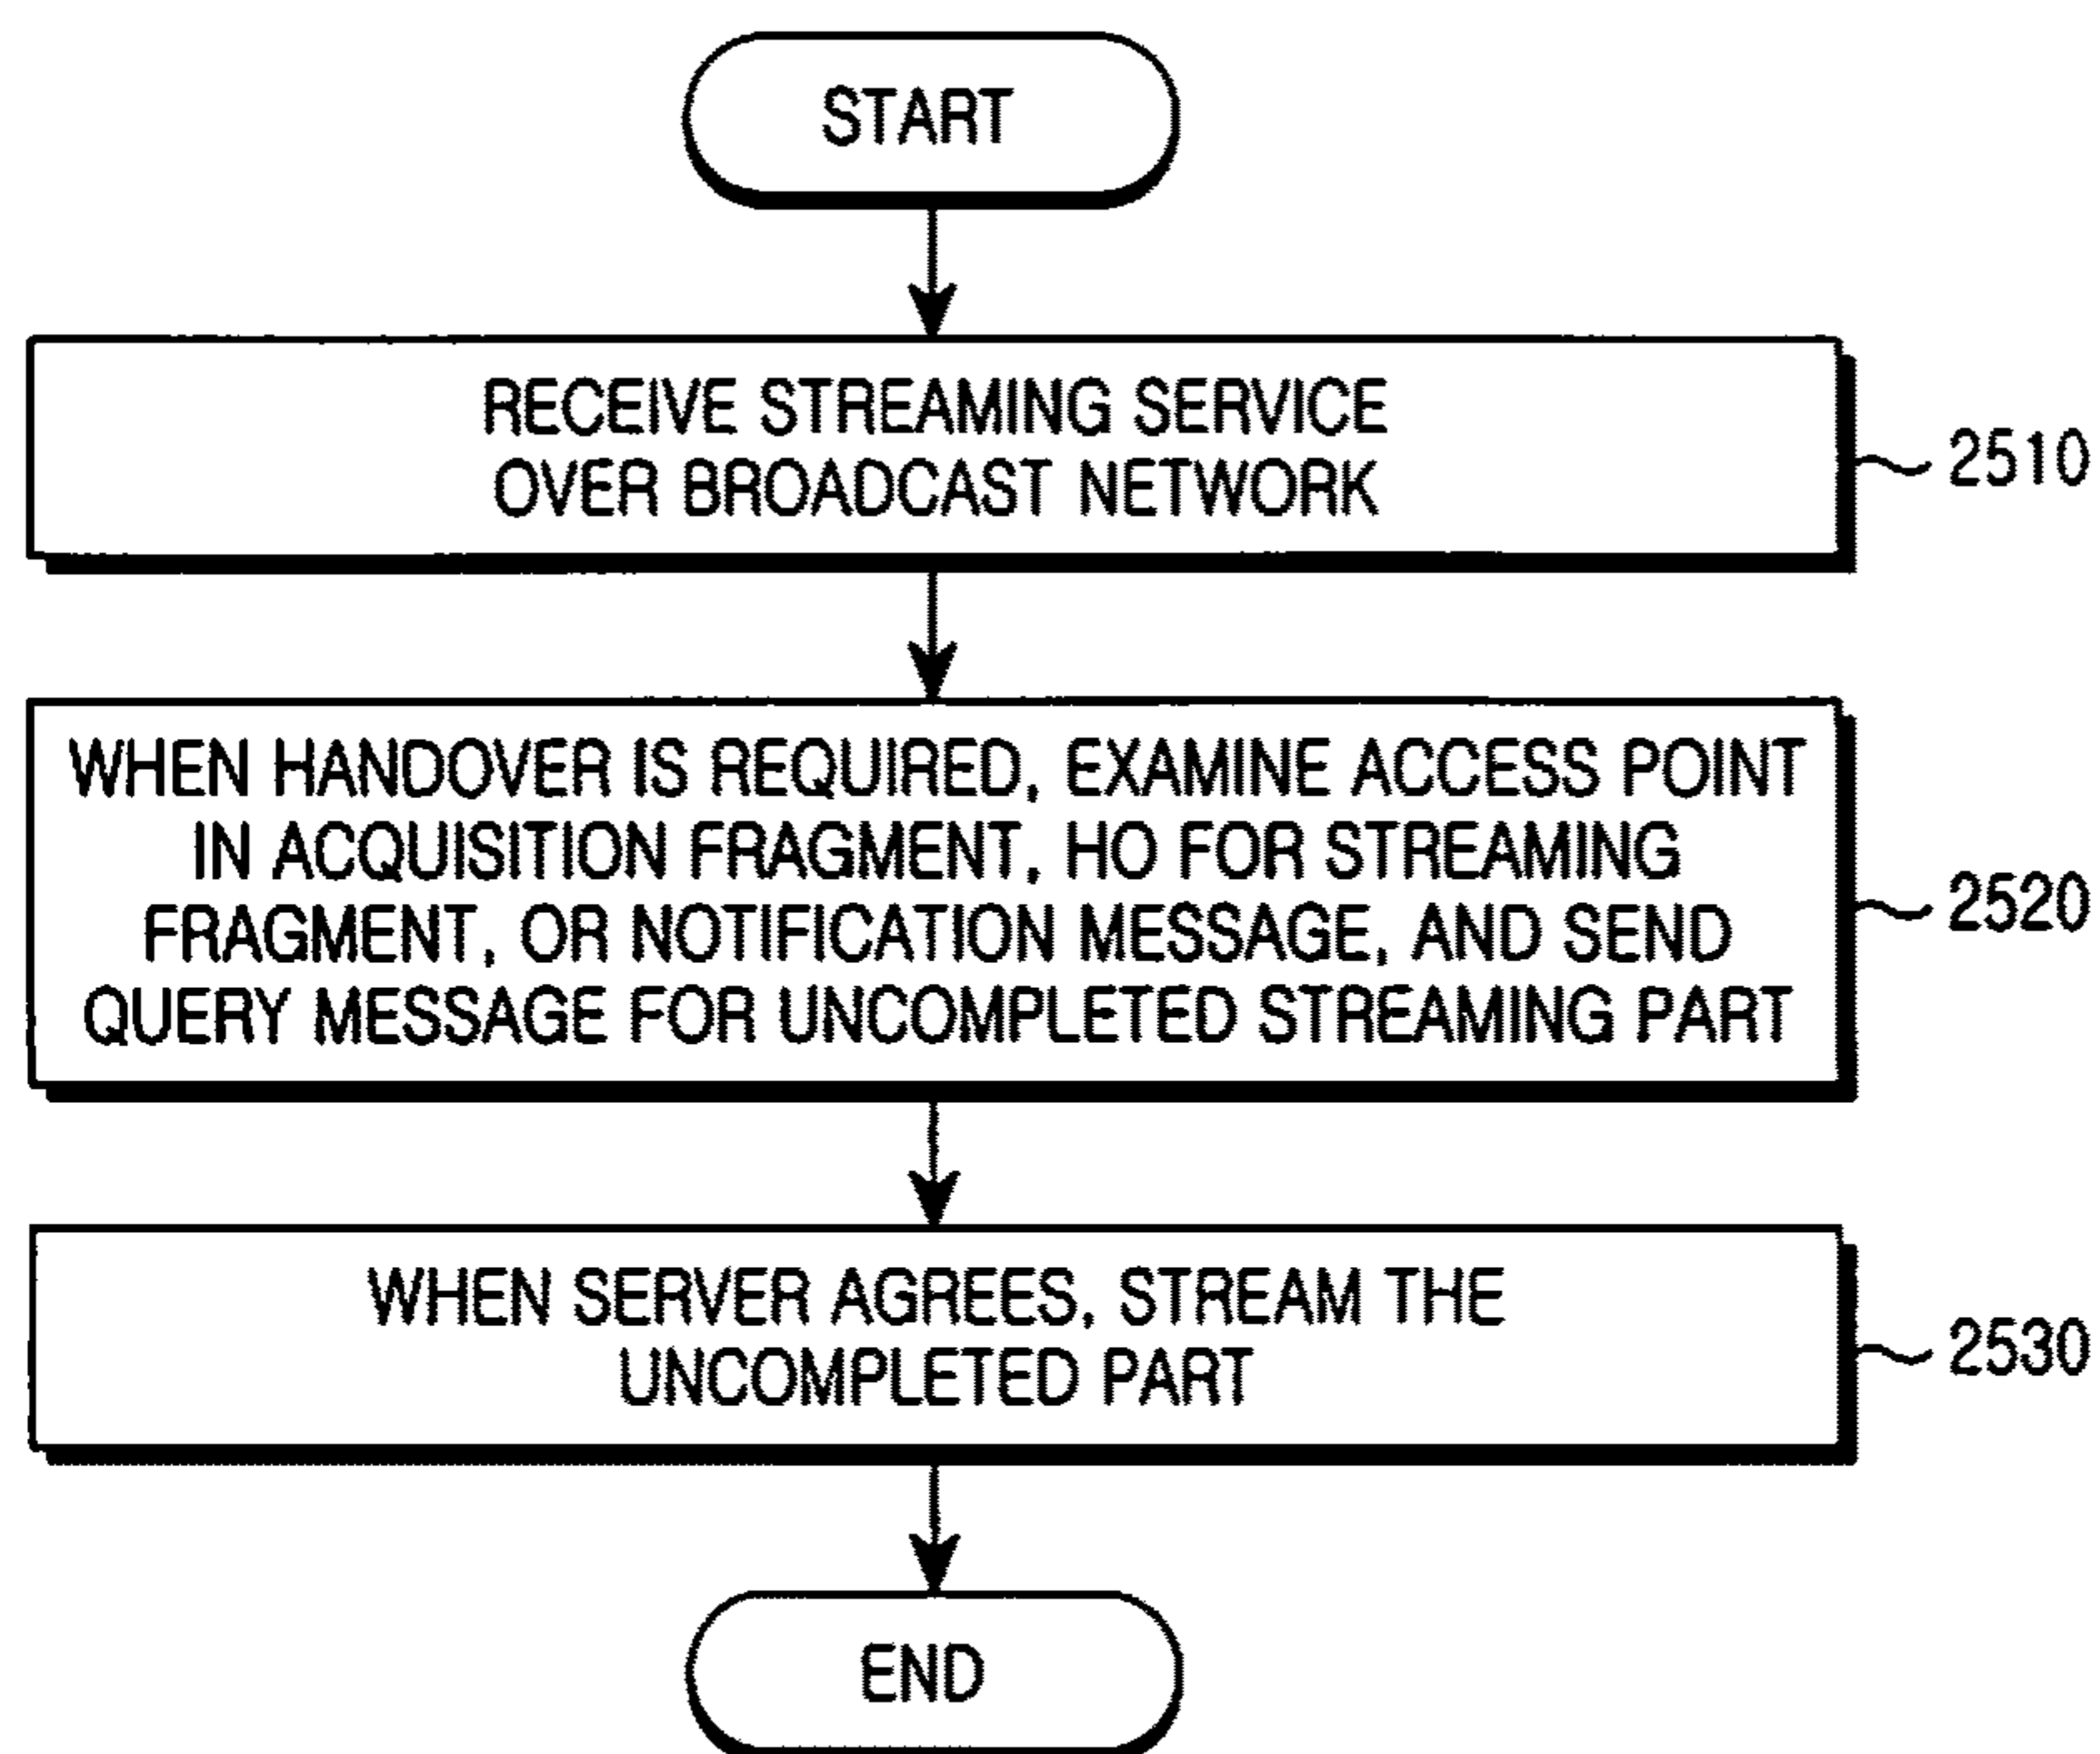 START
RECEIVE STREAMING SERVICE
OVER BROADCAST NETWORK
2510
WHEN HANDOVER IS REQUIRED, EXAMINE ACCESS POINT
IN ACQUISITION FRAGMENT, HO FOR STREAMING
FRAGMENT, OR NOTIFICATION MESSAGE, AND SEND
QUERY MESSAGE FOR UNCOMPLETED STREAMING PART
2520
WHEN SERVER AGREES, STREAM THE
UNCOMPLETED PART
2530
END